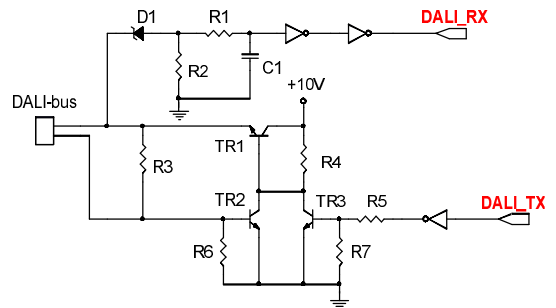 D1
R1
DALI_RX
R2
C1
+10V
DALI-bus
R3
TR1
R4
TR2
TR3
R5
DALI_TX
R6
R7